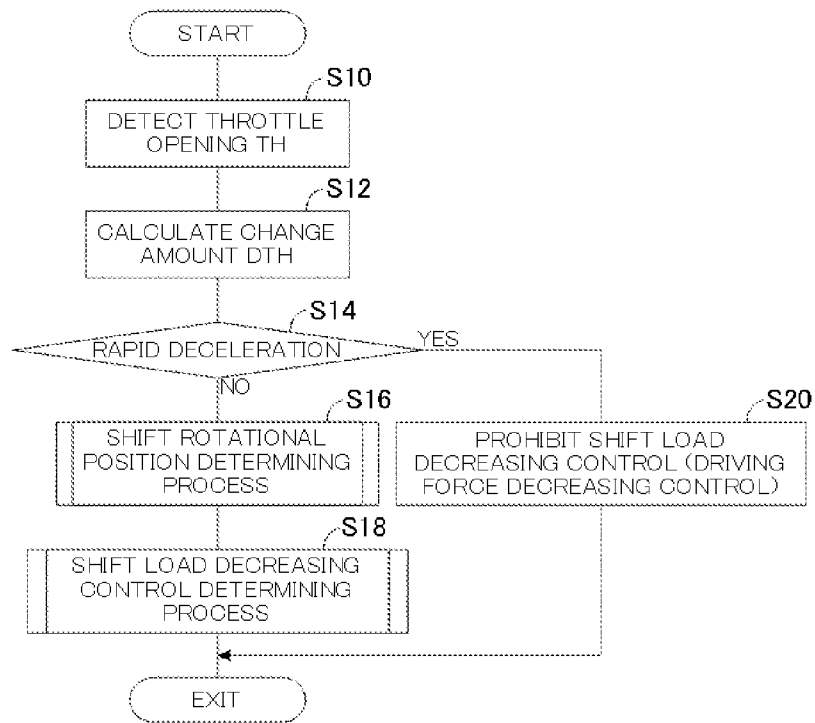 START
S10
DETECT THROTTLE
OPENING TH
S12
CALCULATE CHANGE
AMOUNT DTH
S14
RAPID DECELERATION
YES
NO
S16
SHIFT ROTATIONAL
POSITION DETERMINING
PROCESS
S20
PROHIBIT SHIFT LOAD
DECREASING CONTROL (DRIVING
FORCE DECREASING CONTROL)
S18
SHIFT LOAD DECREASING
CONTROL DETERMINING
PROCESS
EXIT